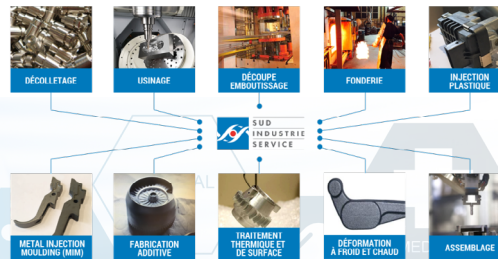 DÉCOLLETAGE
USINAGE
DÉCOUPE
EMBOUTISSAGE
FONDERIE
INJECTION
PLASTIQUE
SUD
INDUSTRIE
SERVICE
METAL INJECTION
MOULDING (MIM)
FABRICATION
ADDITIVE
TRAITEMENT
THERMIQUE ET
DE SURFACE
DÉFORMATION
À FROID ET CHAUD
ASSEMBLAGE